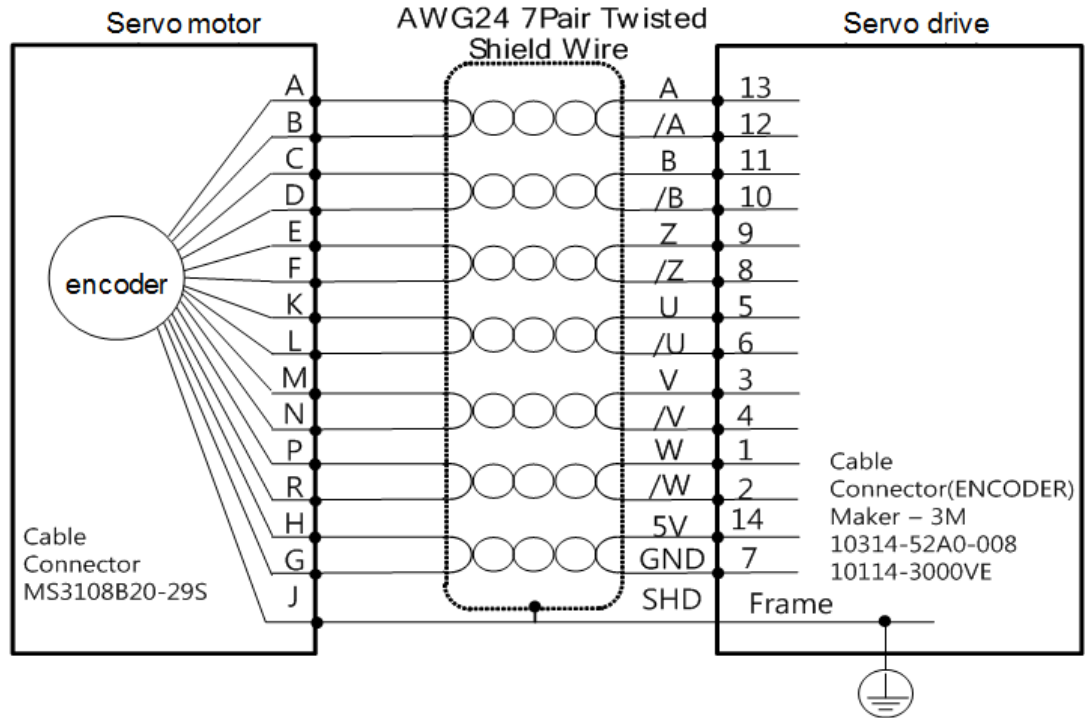 Servo motor
AWG24 7Pair Twisted
Shield Wire
Servo drive
A A 13
B /A 12
C B 11
D /B 10
E Z 9
F /Z 8
K U 5
L /U 6
M V 3
N /V 4
P W 1
R /W 2
H 5V 14
G GND 7
J SHD Frame
encoder
Cable
Connector
MS3108B20-29S
Cable
Connector(ENCODER)
Maker – 3M
10314-52A0-008
10114-3000VE